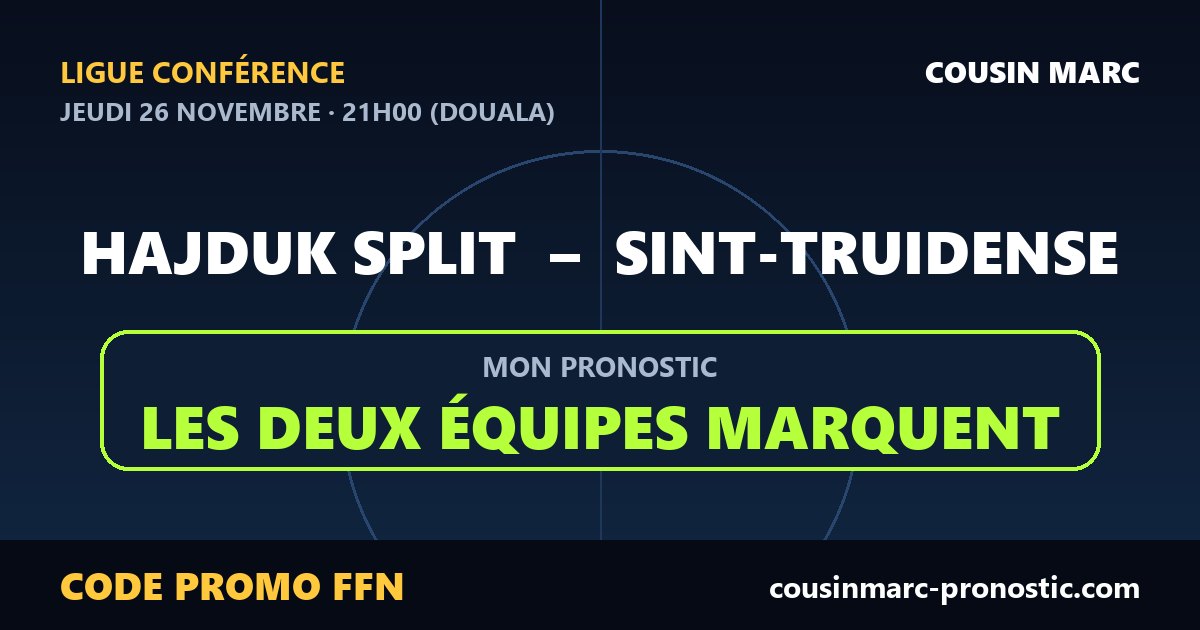 LIGUE CONFÉRENCE
COUSIN MARC
JEUDI 26 NOVEMBRE · 21H00 (DOUALA)
HAJDUK SPLIT – SINT-TRUIDENSE
MON PRONOSTIC
LES DEUX ÉQUIPES MARQUENT
CODE PROMO FFN
cousinmarc-pronostic.com